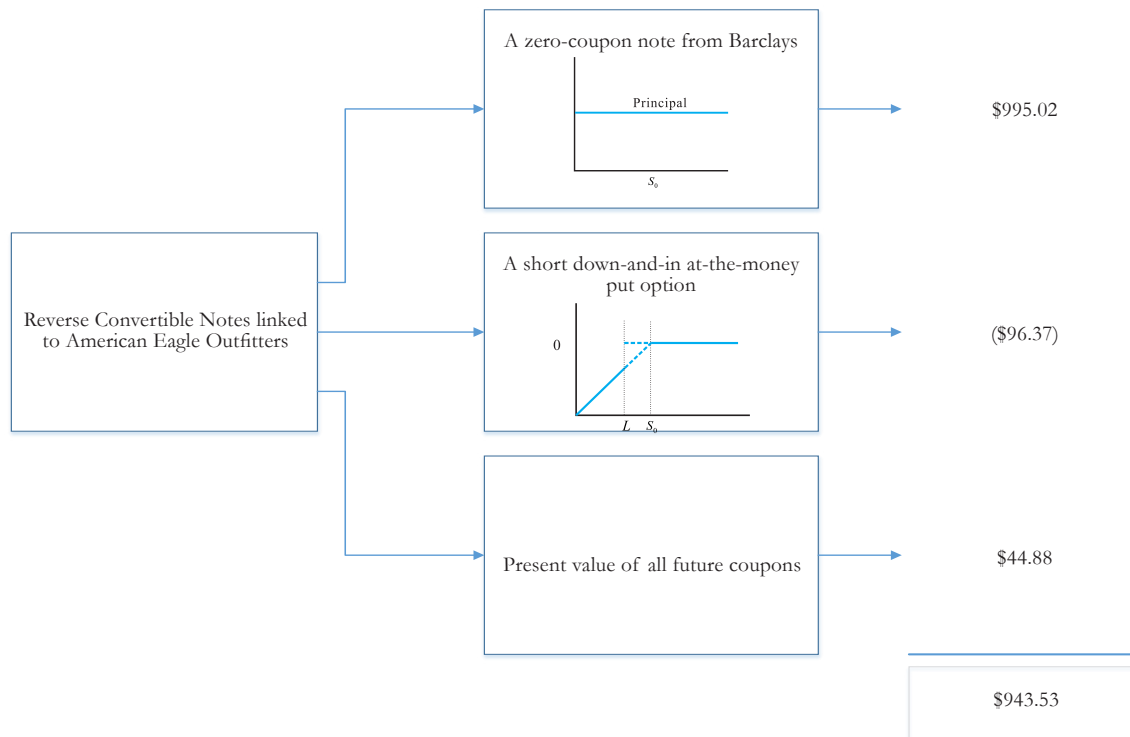 A zero-coupon note from Barclays
Principal
S₀
$995.02
Reverse Convertible Notes linked
to American Eagle Outfitters
A short down-and-in at-the-money
put option
0
L S₀
($96.37)
Present value of all future coupons
$44.88
$943.53